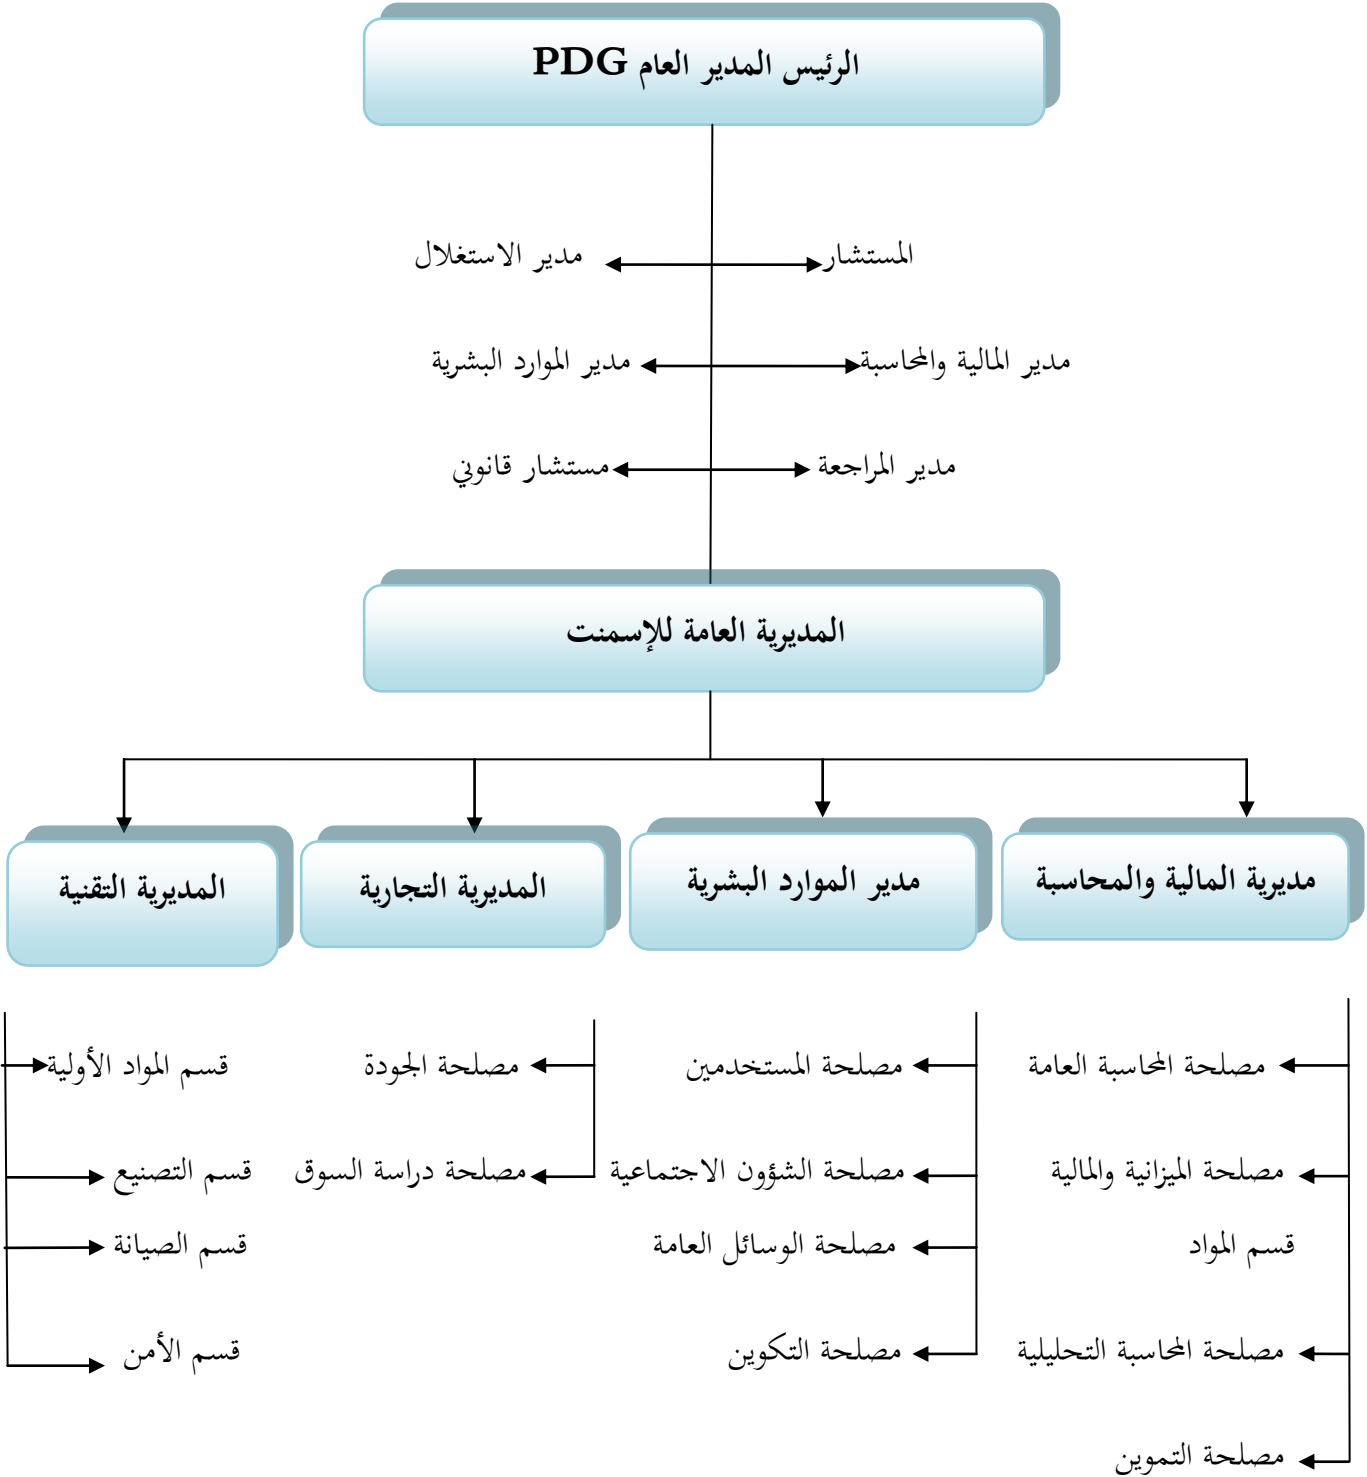 الرئيس المدير العام PDG
المستشار
مدير الاستغلال
مدير المالية والمحاسبة
مدير الموارد البشرية
مدير المراجعة
مستشار قانوني
المديرية العامة للإسمنت
مديرية المالية والمحاسبة
مدير الموارد البشرية
المديرية التجارية
المديرية التقنية
مصلحة المحاسبة العامة
مصلحة المستخدمين
مصلحة الجودة
قسم المواد الأولية
مصلحة الميزانية والمالية
مصلحة الشؤون الاجتماعية
مصلحة دراسة السوق
قسم التصنيع
قسم المواد
مصلحة الوسائل العامة
قسم الصيانة
مصلحة المحاسبة التحليلية
مصلحة التكوين
قسم الأمن
مصلحة التموين